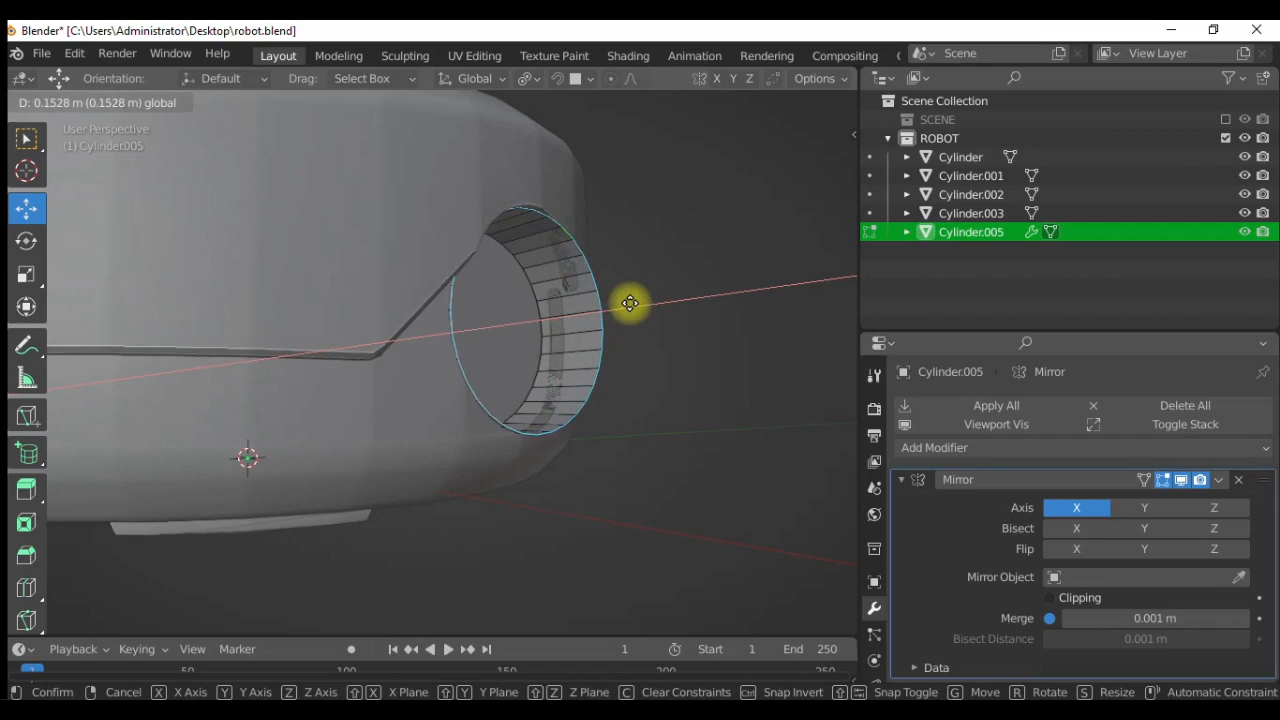 Blender* [C:\Users\Administrator\Desktop\robot.blend]
File Edit Render Window Help Layout Modeling Sculpting UV Editing Texture Paint Shading Animation Rendering Compositing Scene View Layer
Orientation: Default Drag: Select Box Global X Y Z Options
D: 0.1528 m (0.1528 m) global
Scene Collection
User Perspective
SCENE
(1) Cylinder.005
ROBOT
Cylinder
Cylinder.001
Cylinder.002
Cylinder.003
Cylinder.005
Cylinder.005 Mirror
Apply All Delete All
Viewport Vis Toggle Stack
Add Modifier
Mirror
Axis X Y Z
Bisect X Y Z
Flip X Y Z
Mirror Object
Clipping
Merge 0.001 m
Bisect Distance 0.001 m
Data
Playback Keying View Marker 1 Start 1 End 250
1 50 100 150 200 250
Confirm Cancel X X Axis Y Y Axis Z Z Axis X X Plane Y Y Plane Z Z Plane C Clear Constraints Ctrl Snap Invert Snap Toggle G Move R Rotate S Resize Automatic Constraint